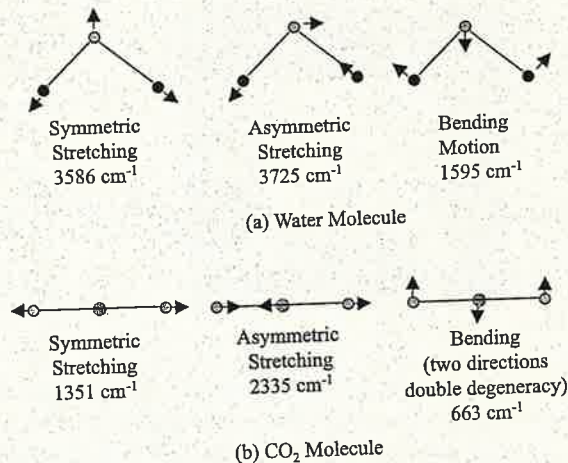 Symmetric
Stretching
3586 cm⁻¹
Asymmetric
Stretching
3725 cm⁻¹
Bending
Motion
1595 cm⁻¹
(a) Water Molecule
Symmetric
Stretching
1351 cm⁻¹
Asymmetric
Stretching
2335 cm⁻¹
Bending
(two directions
double degeneracy)
663 cm⁻¹
(b) CO₂ Molecule